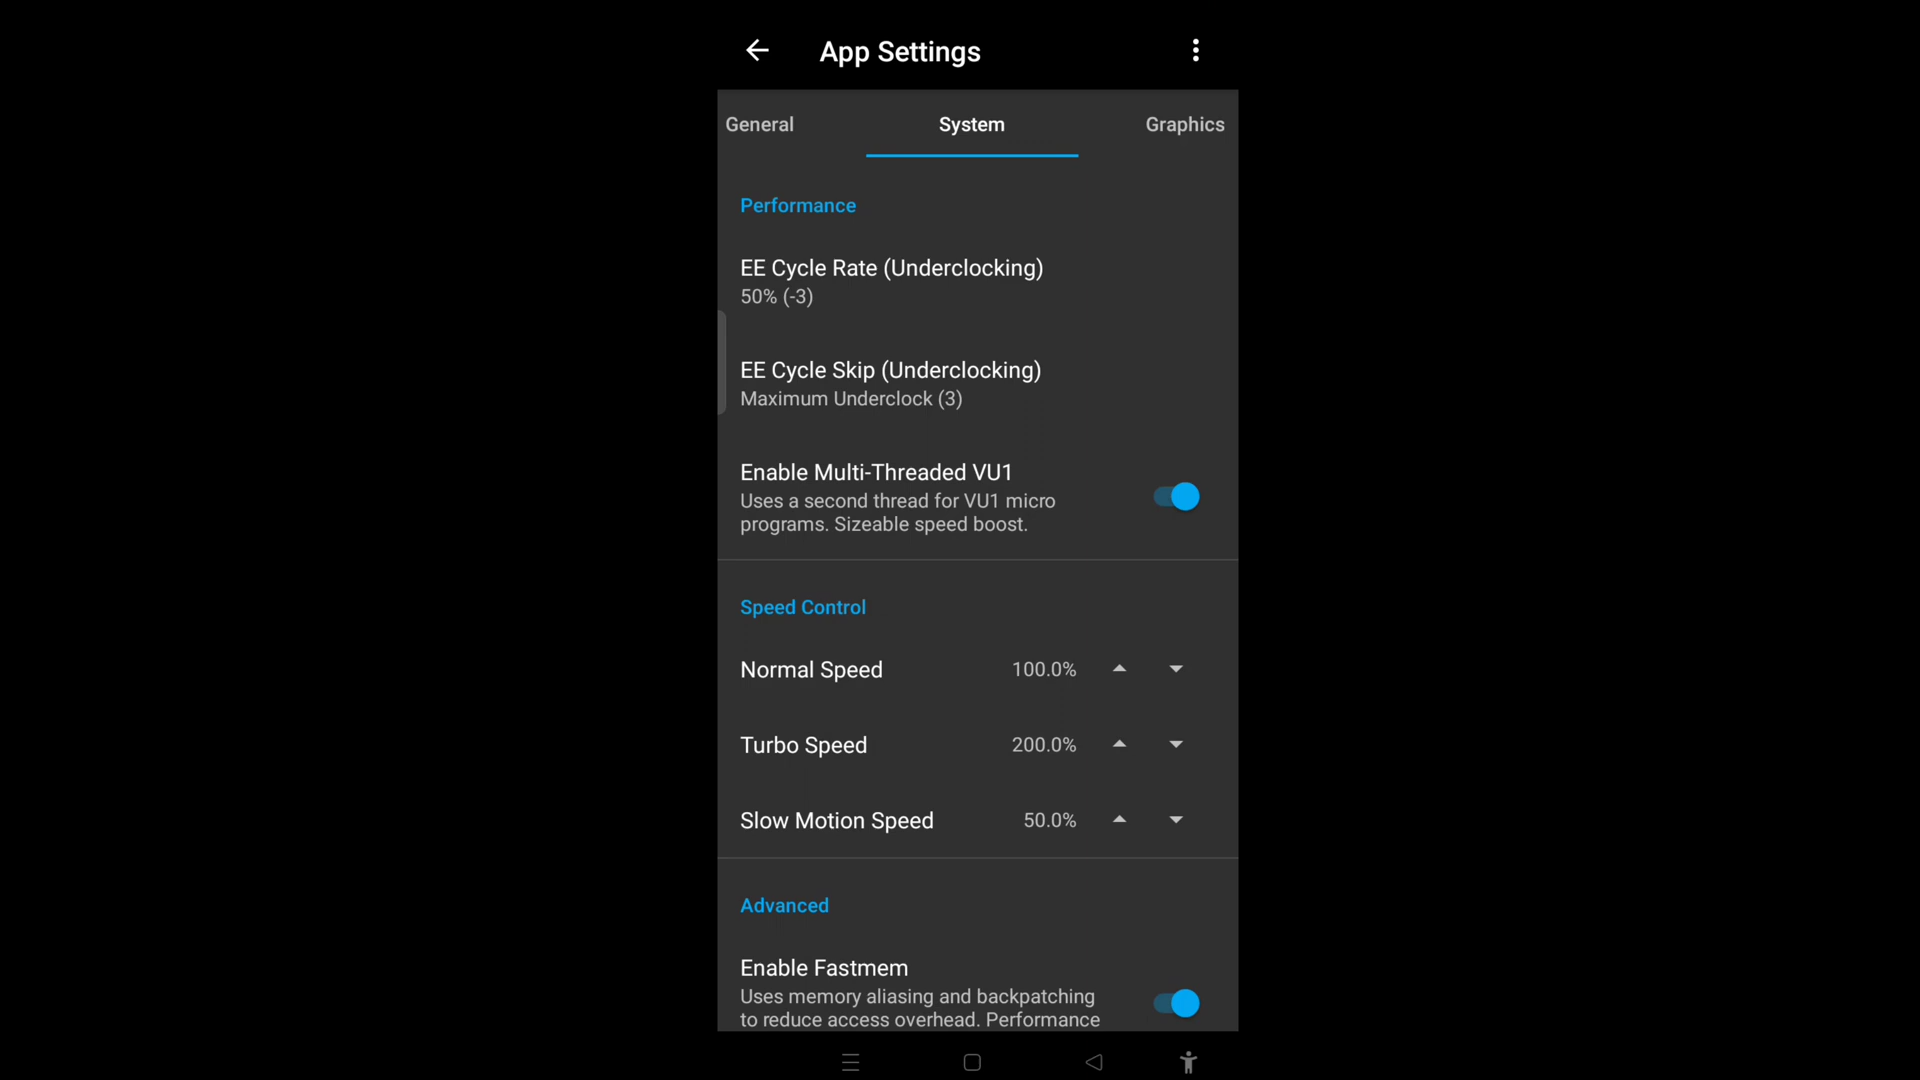 App Settings
General System Graphics
Performance
EE Cycle Rate (Underclocking)
50% (-3)
EE Cycle Skip (Underclocking)
Maximum Underclock (3)
Enable Multi-Threaded VU1
Uses a second thread for VU1 micro
programs. Sizeable speed boost.
Speed Control
Normal Speed 100.0%
Turbo Speed 200.0%
Slow Motion Speed 50.0%
Advanced
Enable Fastmem
Uses memory aliasing and backpatching
to reduce access overhead. Performance